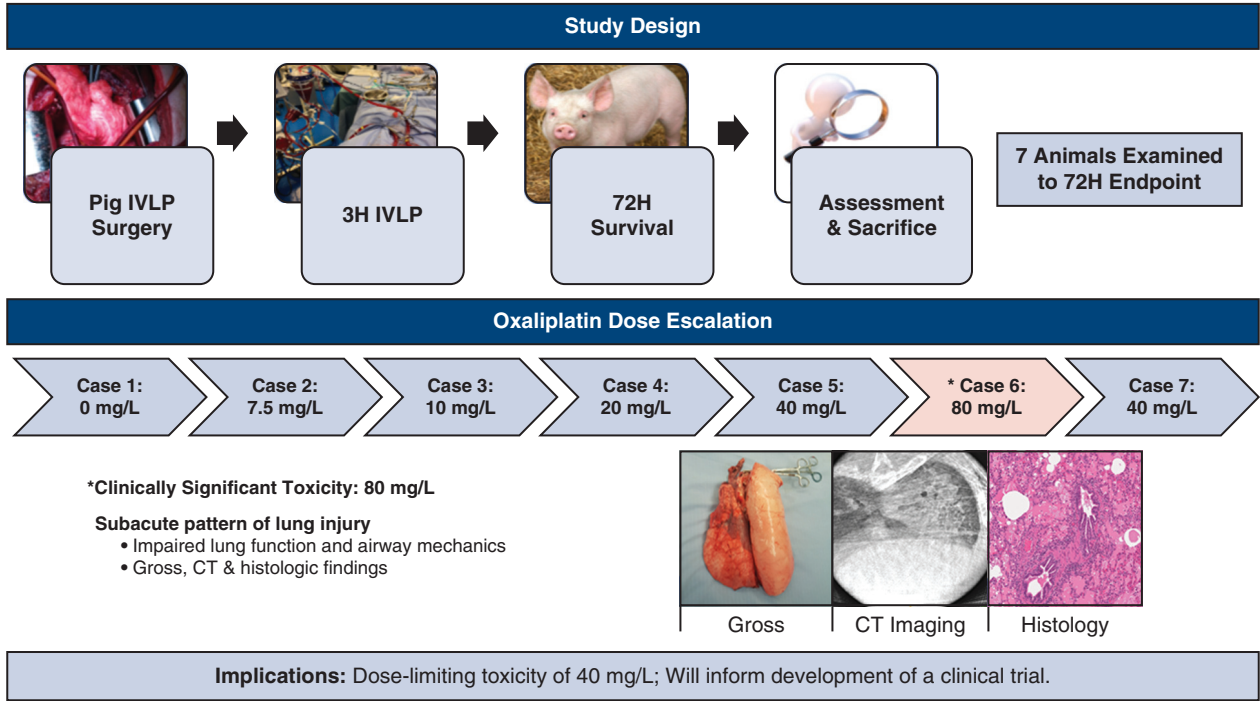 Study Design
Pig IVLP
Surgery
3H IVLP
72H
Survival
Assessment
& Sacrifice
7 Animals Examined
to 72H Endpoint
Oxaliplatin Dose Escalation
Case 1:
0 mg/L
Case 2:
7.5 mg/L
Case 3:
10 mg/L
Case 4:
20 mg/L
Case 5:
40 mg/L
* Case 6:
80 mg/L
Case 7:
40 mg/L
*Clinically Significant Toxicity: 80 mg/L
Subacute pattern of lung injury
• Impaired lung function and airway mechanics
• Gross, CT & histologic findings
Gross
CT Imaging
Histology
Implications: Dose-limiting toxicity of 40 mg/L; Will inform development of a clinical trial.